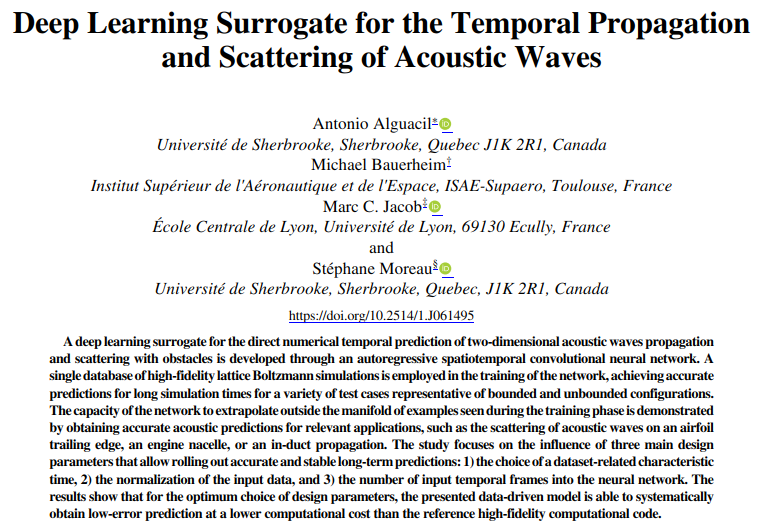 Deep Learning Surrogate for the Temporal Propagation
and Scattering of Acoustic Waves
Antonio Alguacil*iD
Université de Sherbrooke, Sherbrooke, Quebec J1K 2R1, Canada
Michael Bauerheim†
Institut Supérieur de l'Aéronautique et de l'Espace, ISAE-Supaero, Toulouse, France
Marc C. Jacob‡iD
École Centrale de Lyon, Université de Lyon, 69130 Ecully, France
and
Stéphane Moreau§iD
Université de Sherbrooke, Sherbrooke, Quebec, J1K 2R1, Canada
https://doi.org/10.2514/1.J061495
A deep learning surrogate for the direct numerical temporal prediction of two-dimensional acoustic waves propagation
and scattering with obstacles is developed through an autoregressive spatiotemporal convolutional neural network. A
single database of high-fidelity lattice Boltzmann simulations is employed in the training of the network, achieving accurate
predictions for long simulation times for a variety of test cases representative of bounded and unbounded configurations.
The capacity of the network to extrapolate outside the manifold of examples seen during the training phase is demonstrated
by obtaining accurate acoustic predictions for relevant applications, such as the scattering of acoustic waves on an airfoil
trailing edge, an engine nacelle, or an in-duct propagation. The study focuses on the influence of three main design
parameters that allow rolling out accurate and stable long-term predictions: 1) the choice of a dataset-related characteristic
time, 2) the normalization of the input data, and 3) the number of input temporal frames into the neural network. The
results show that for the optimum choice of design parameters, the presented data-driven model is able to systematically
obtain low-error prediction at a lower computational cost than the reference high-fidelity computational code.